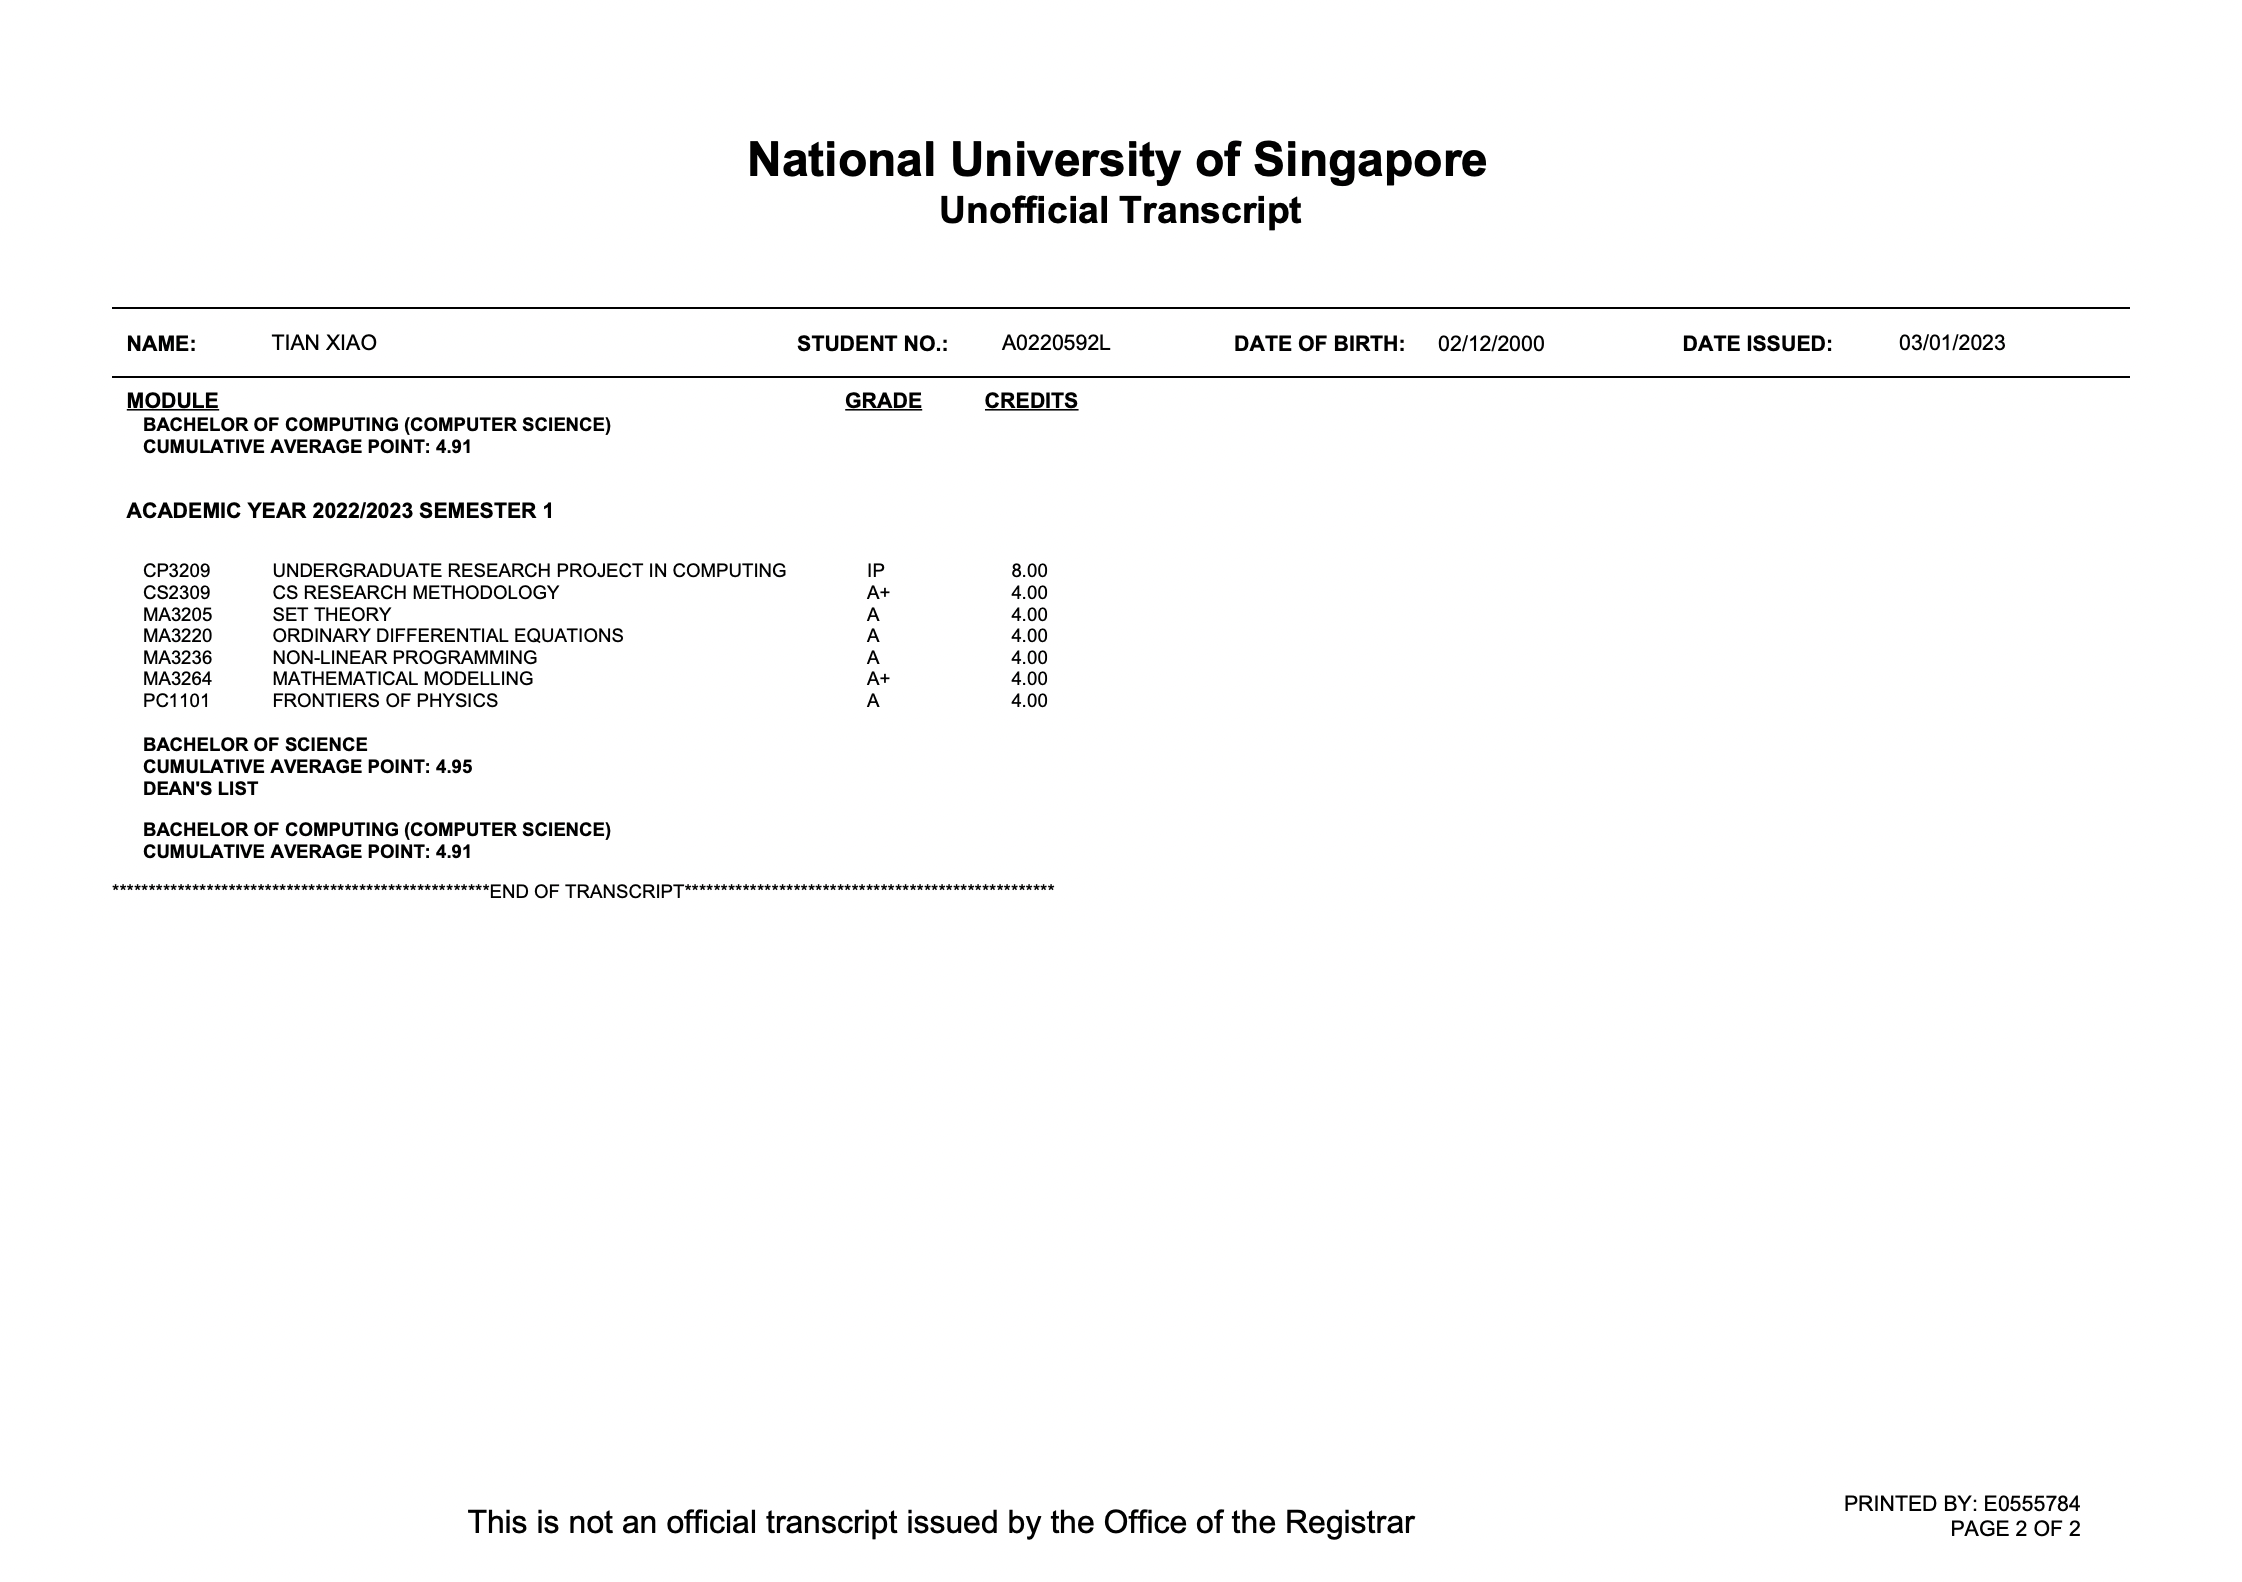 National University of Singapore
Unofficial Transcript
NAME: TIAN XIAO STUDENT NO.: A0220592L DATE OF BIRTH: 02/12/2000 DATE ISSUED: 03/01/2023
MODULE GRADE CREDITS
BACHELOR OF COMPUTING (COMPUTER SCIENCE)
CUMULATIVE AVERAGE POINT: 4.91
ACADEMIC YEAR 2022/2023 SEMESTER 1
CP3209 UNDERGRADUATE RESEARCH PROJECT IN COMPUTING IP 8.00
CS2309 CS RESEARCH METHODOLOGY A+ 4.00
MA3205 SET THEORY A 4.00
MA3220 ORDINARY DIFFERENTIAL EQUATIONS A 4.00
MA3236 NON-LINEAR PROGRAMMING A 4.00
MA3264 MATHEMATICAL MODELLING A+ 4.00
PC1101 FRONTIERS OF PHYSICS A 4.00
BACHELOR OF SCIENCE
CUMULATIVE AVERAGE POINT: 4.95
DEAN'S LIST
BACHELOR OF COMPUTING (COMPUTER SCIENCE)
CUMULATIVE AVERAGE POINT: 4.91
****************************************************END OF TRANSCRIPT***************************************************
This is not an official transcript issued by the Office of the Registrar
PRINTED BY: E0555784
PAGE 2 OF 2